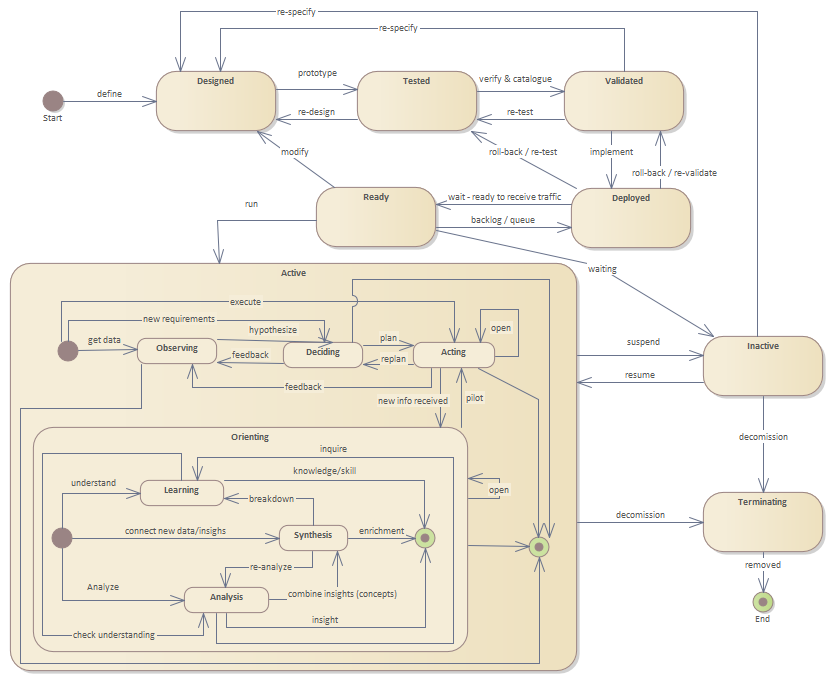 re-specify
re-specify
Designed
Tested
Validated
prototype
verify & catalogue
define
Start
re-design
re-test
modify
roll-back / re-test
implement
roll-back / re-validate
Ready
wait - ready to receive traffic
Deployed
run
backlog / queue
waiting
Active
execute
new requirements
open
hypothesize
get data
plan
Observing
Deciding
Acting
feedback
replan
feedback
new info received
pilot
suspend
Inactive
resume
Orienting
inquire
decomission
knowledge/skill
understand
Learning
open
breakdown
Terminating
connect new data/insighs
Synthesis
enrichment
decomission
re-analyze
removed
Analyze
Analysis
combine insights (concepts)
insight
End
check understanding